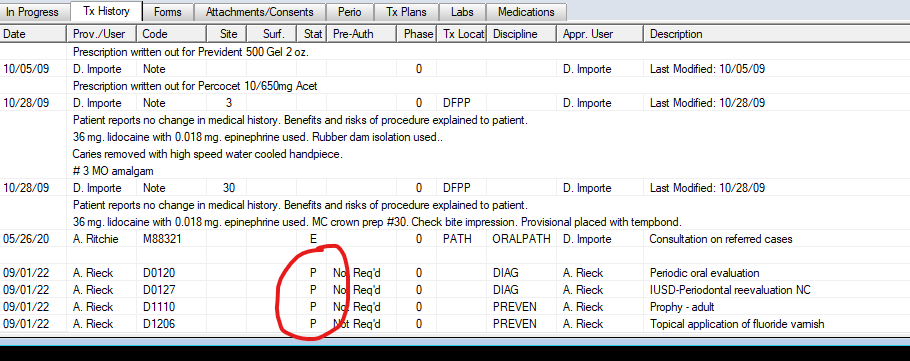 In Progress Tx History Forms Attachments/Consents Perio Tx Plans Labs Medications
Date Prov./User Code Site Surf. Stat Pre-Auth Phase Tx Locati Discipline Appr. User Description
Prescription written out for Prevident 500 Gel 2 oz.
10/05/09 D. Importe Note 0 D. Importe Last Modified: 10/05/09
Prescription written out for Percocet 10/650mg Acet
10/28/09 D. Importe Note 3 0 DFPP D. Importe Last Modified: 10/28/09
Patient reports no change in medical history. Benefits and risks of procedure explained to patient.
36 mg. lidocaine with 0.018 mg. epinephrine used. Rubber dam isolation used..
Caries removed with high speed water cooled handpiece.
# 3 MO amalgam
10/28/09 D. Importe Note 30 0 DFPP D. Importe Last Modified: 10/28/09
Patient reports no change in medical history. Benefits and risks of procedure explained to patient.
36 mg. lidocaine with 0.018 mg. epinephrine used. MC crown prep #30. Check bite impression. Provisional placed with tempbond.
05/26/20 A. Ritchie M88321 E 0 PATH ORALPATH D. Importe Consultation on referred cases
09/01/22 A. Rieck D0120 P Not Req'd 0 DIAG A. Rieck Periodic oral evaluation
09/01/22 A. Rieck D0127 P Not Req'd 0 DIAG A. Rieck IUSD-Periodontal reevaluation NC
09/01/22 A. Rieck D1110 P Not Req'd 0 PREVEN A. Rieck Prophy - adult
09/01/22 A. Rieck D1206 P Not Req'd 0 PREVEN A. Rieck Topical application of fluoride varnish